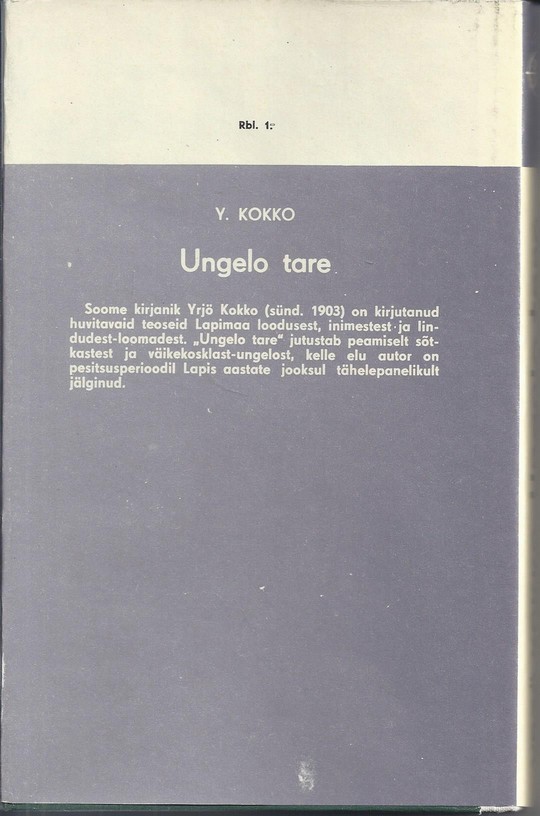 Rbl. 1.-
Y. KOKKO
Ungelo tare
Soome kirjanik Yrjö Kokko (sünd. 1903) on kirjutanud
huvitavaid teoseid Lapimaa loodusest, inimestest ja lin-
dudest-loomadest. „Ungelo tare“ jutustab peamiselt sõt-
kastest ja väikekosklast-ungelost, kelle elu autor on
pesitsusperioodil Lapis aastate jooksul tähelepanelikult
jälginud.